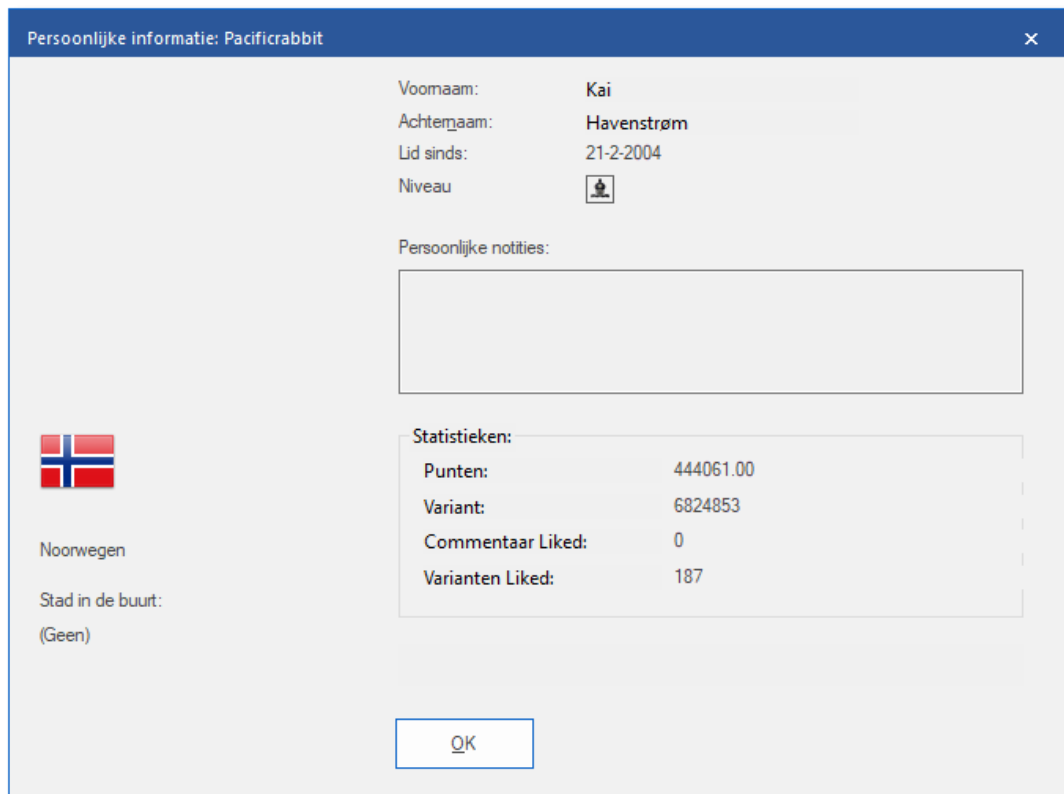 Persoonlijke informatie: Pacificrabbit
Voornaam: Kai
Achternaam: Havenstrøm
Lid sinds: 21-2-2004
Niveau
Persoonlijke notities:
Statistieken:
Punten: 444061.00
Variant: 6824853
Commentaar Liked: 0
Varianten Liked: 187
Noorwegen
Stad in de buurt:
(Geen)
OK